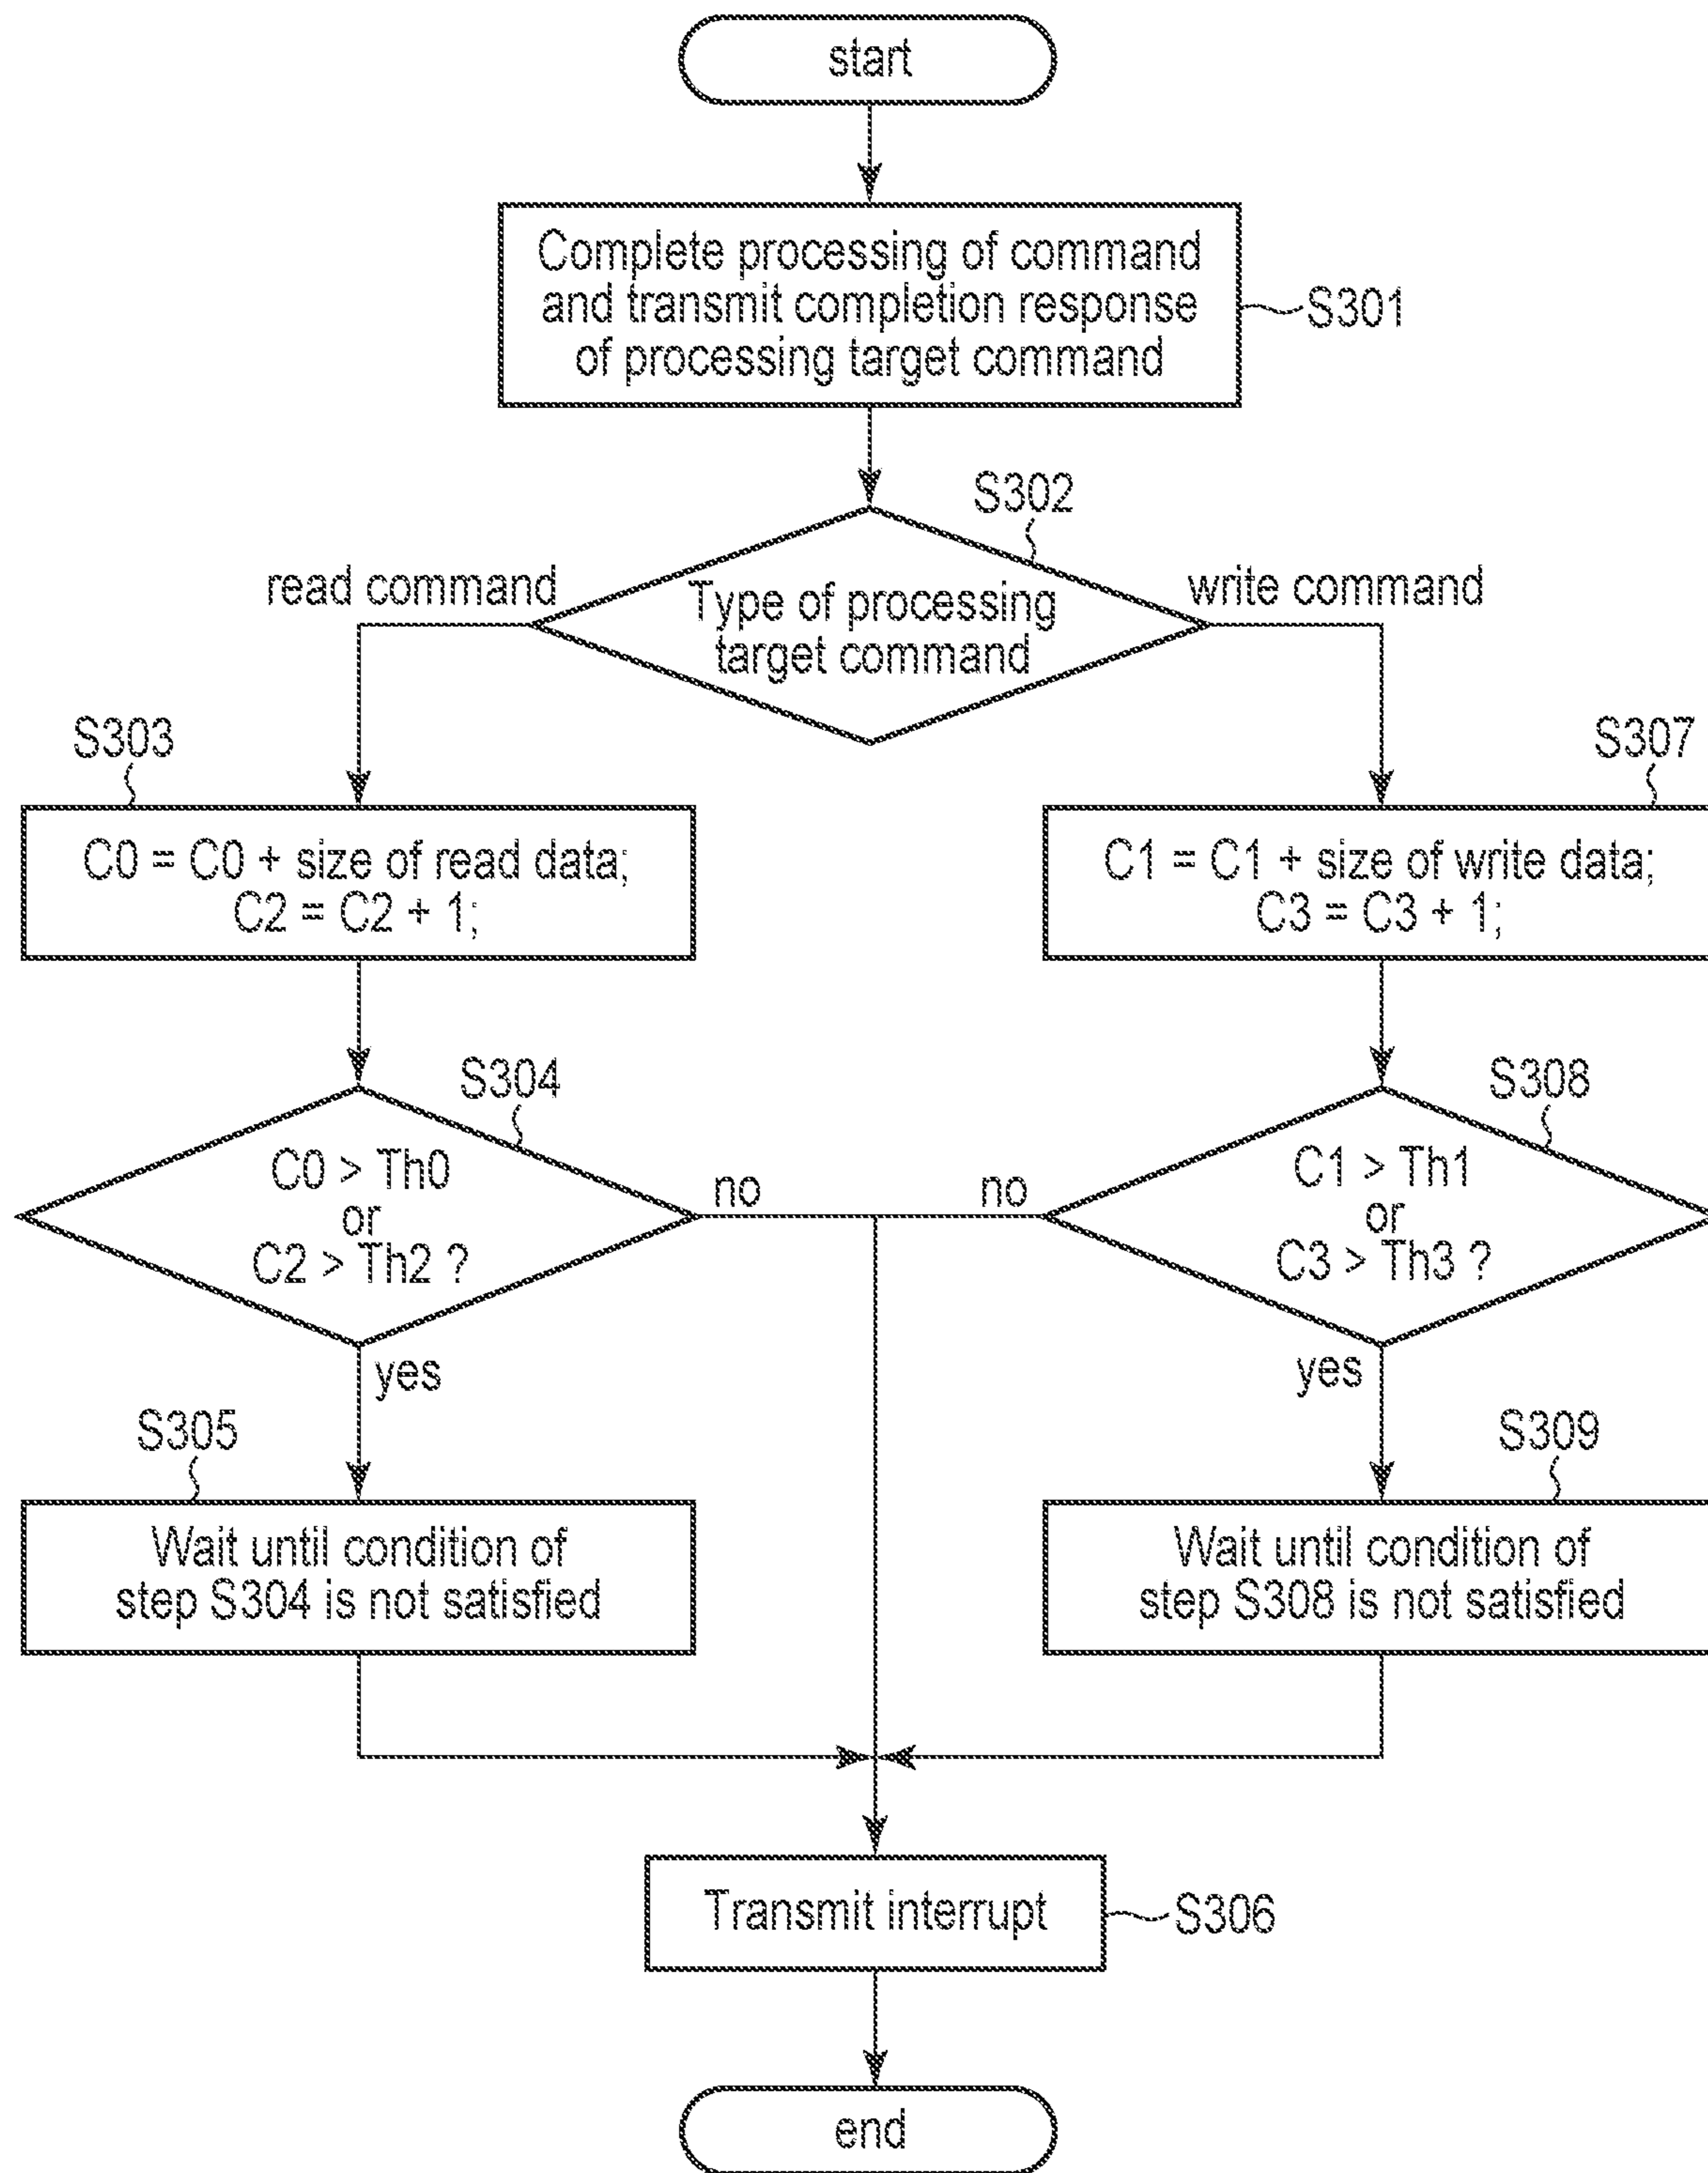 start
Complete processing of command
and transmit completion response
of processing target command
S301
S302
read command
Type of processing
target command
write command
S303
C0 = C0 + size of read data;
C2 = C2 + 1;
S307
C1 = C1 + size of write data;
C3 = C3 + 1;
S304
C0 > Th0
or
C2 > Th2 ?
no
yes
S308
C1 > Th1
or
C3 > Th3 ?
no
yes
S305
Wait until condition of
step S304 is not satisfied
S309
Wait until condition of
step S308 is not satisfied
Transmit interrupt
S306
end